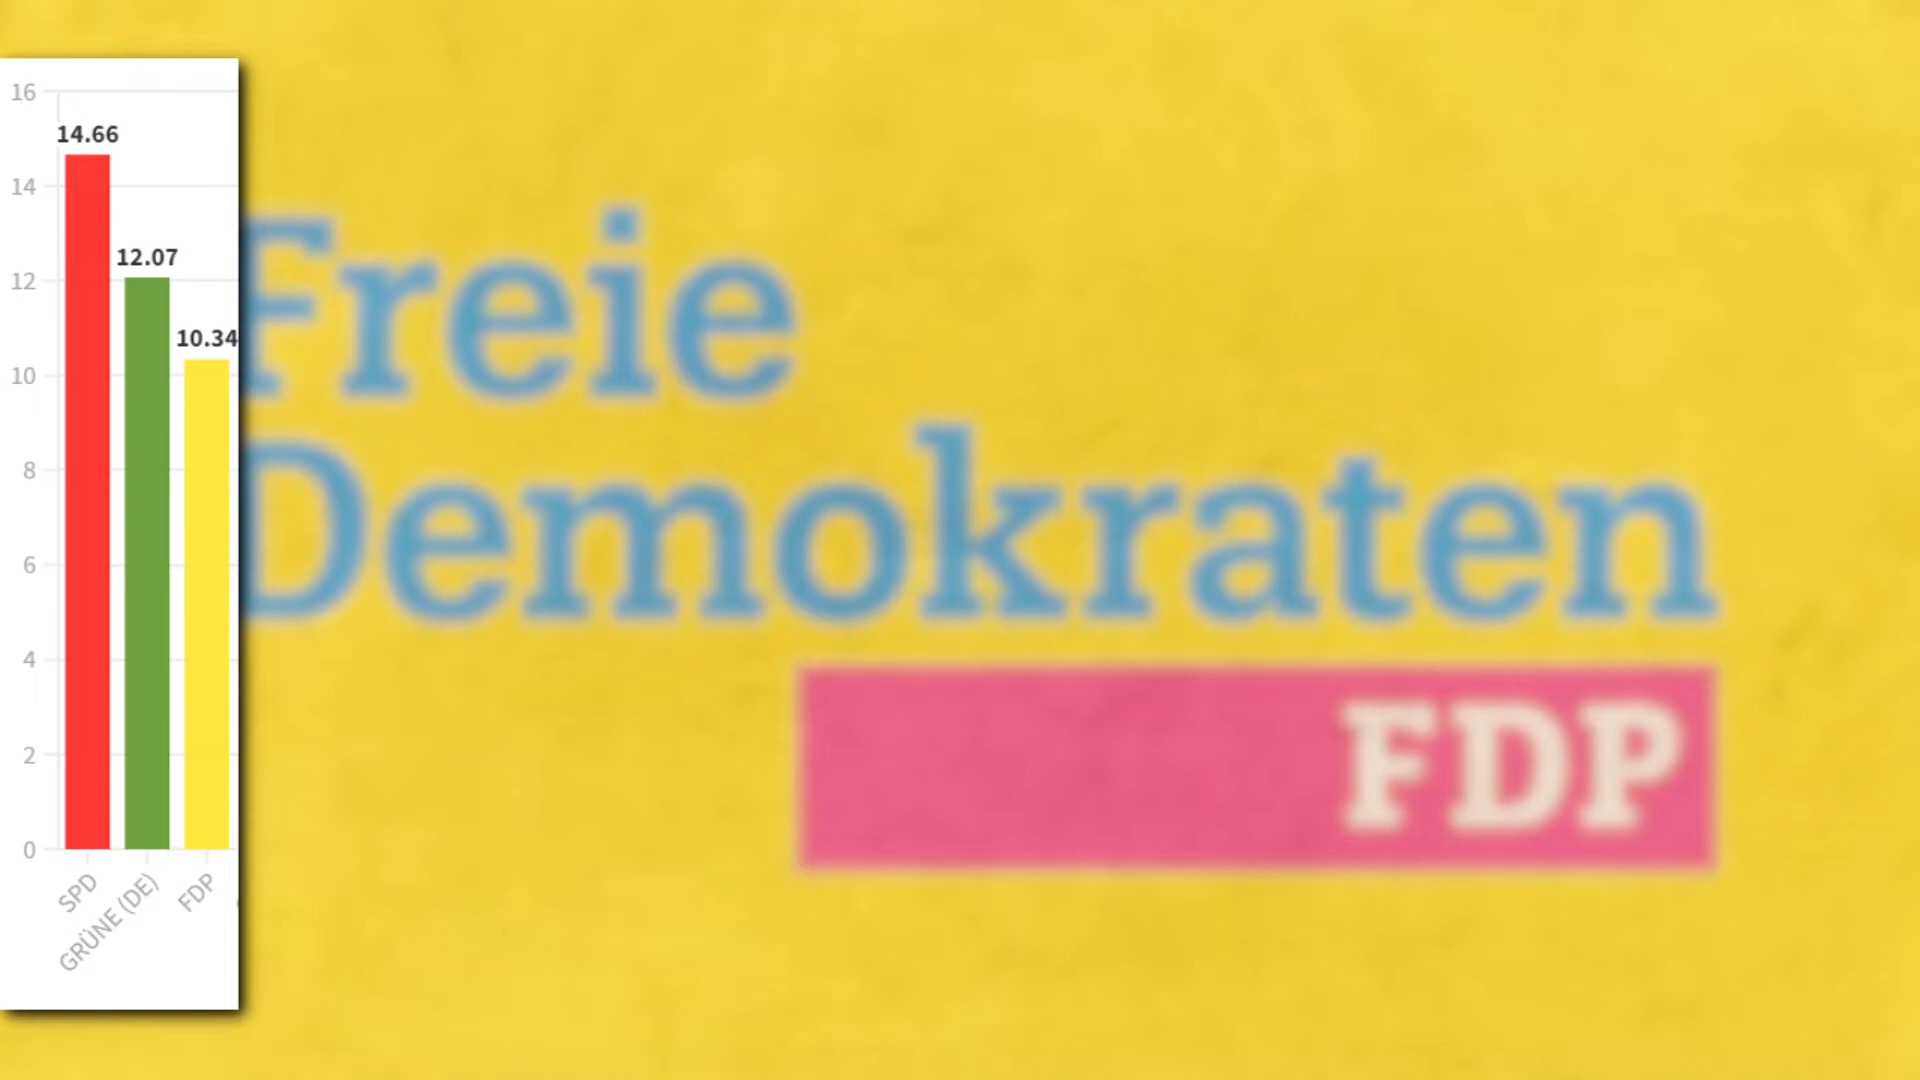 16
14.66
14
12.07
12
10.34
10
8
6
4
2
0
SPD
GRÜNE (DE)
FDP
Freie
Demokraten
FDP